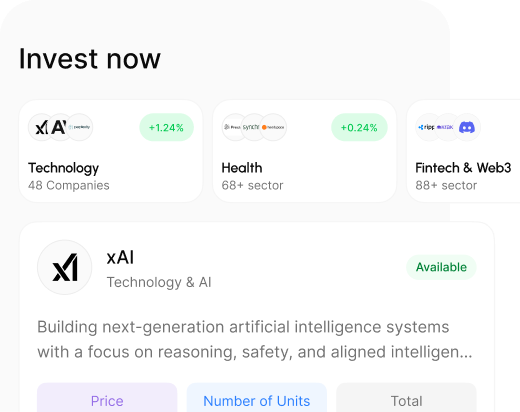 Invest now
+1.24%
Technology
48 Companies
+0.24%
Health
68+ sector
Fintech & Web3
88+ sector
xAI
Technology & AI
Available
Building next-generation artificial intelligence systems
with a focus on reasoning, safety, and aligned intelligen...
Price
Number of Units
Total